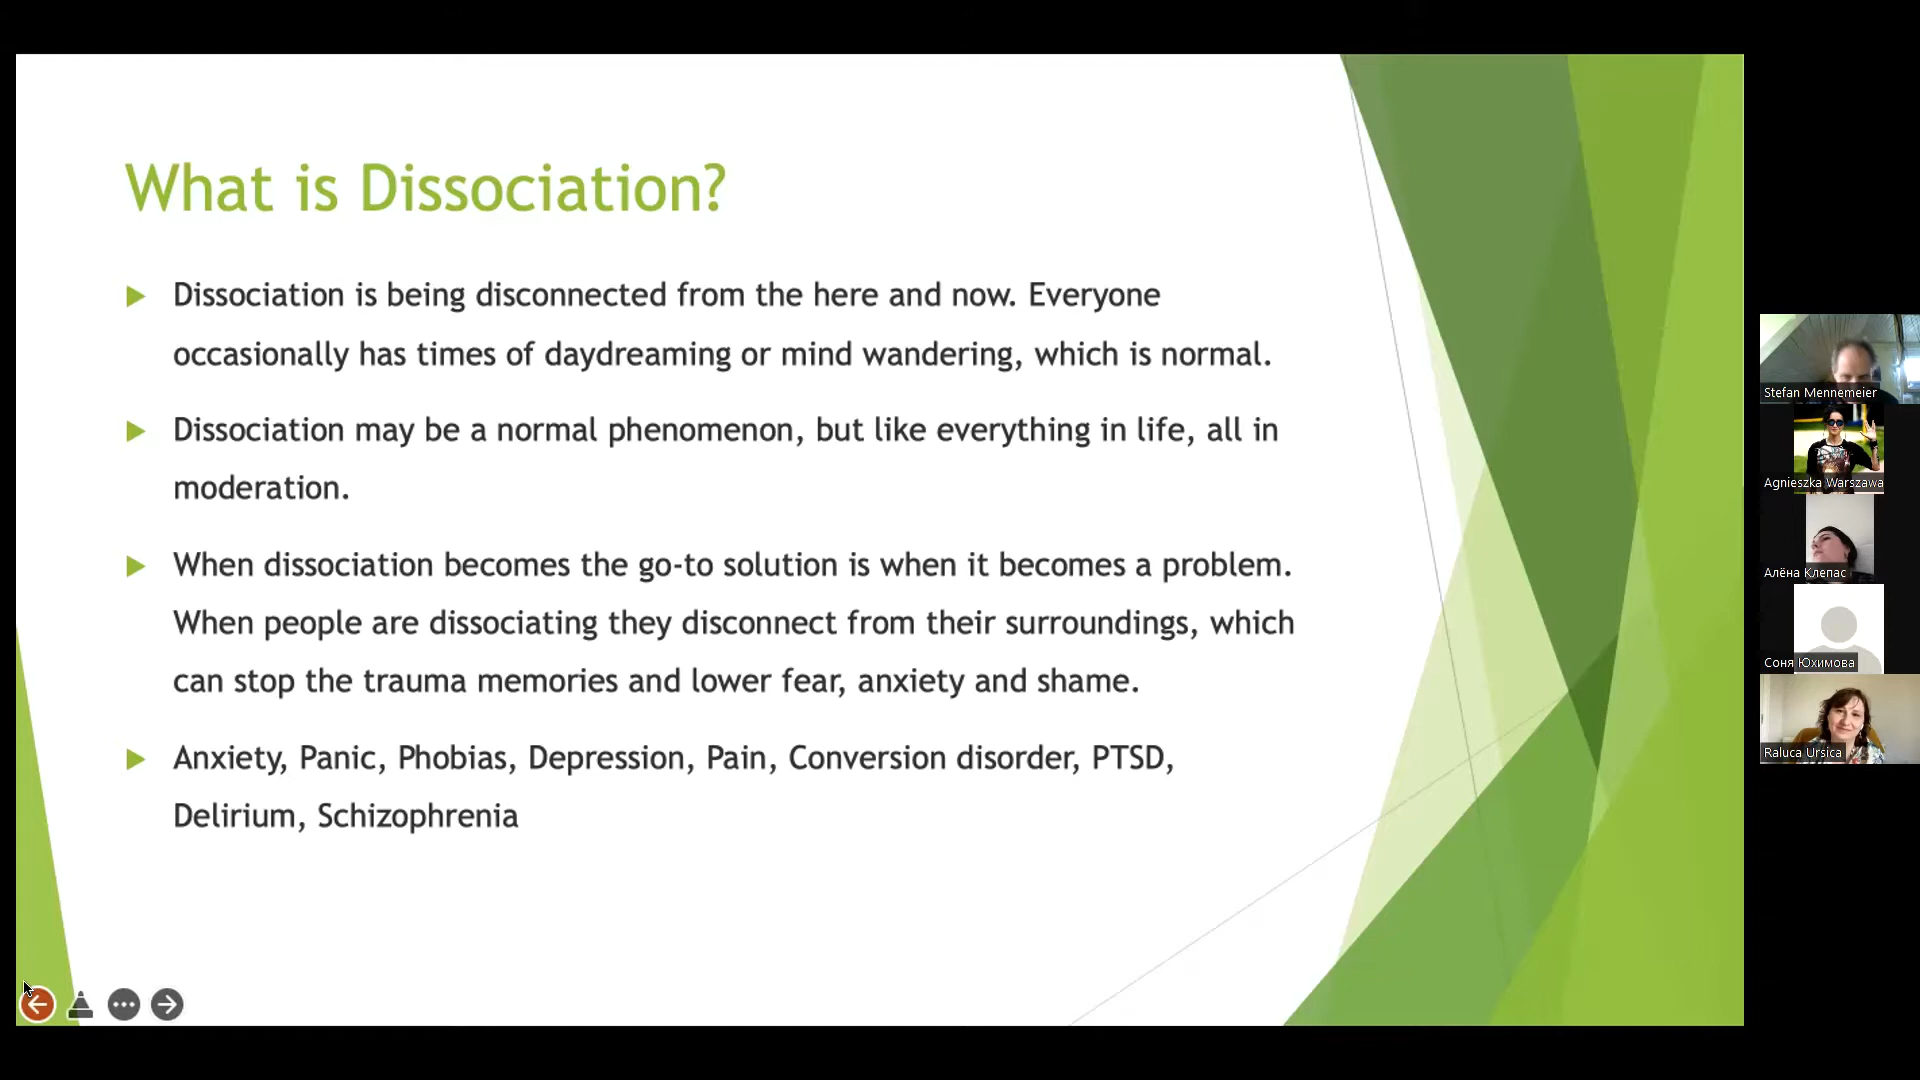 What is Dissociation?
Dissociation is being disconnected from the here and now. Everyone
occasionally has times of daydreaming or mind wandering, which is normal.
Dissociation may be a normal phenomenon, but like everything in life, all in
moderation.
When dissociation becomes the go-to solution is when it becomes a problem.
When people are dissociating they disconnect from their surroundings, which
can stop the trauma memories and lower fear, anxiety and shame.
Anxiety, Panic, Phobias, Depression, Pain, Conversion disorder, PTSD,
Delirium, Schizophrenia
Stefan Mennemeier
Agnieszka Warszawa
Алёна Клепас
Соня Юхимова
Raluca Ursica